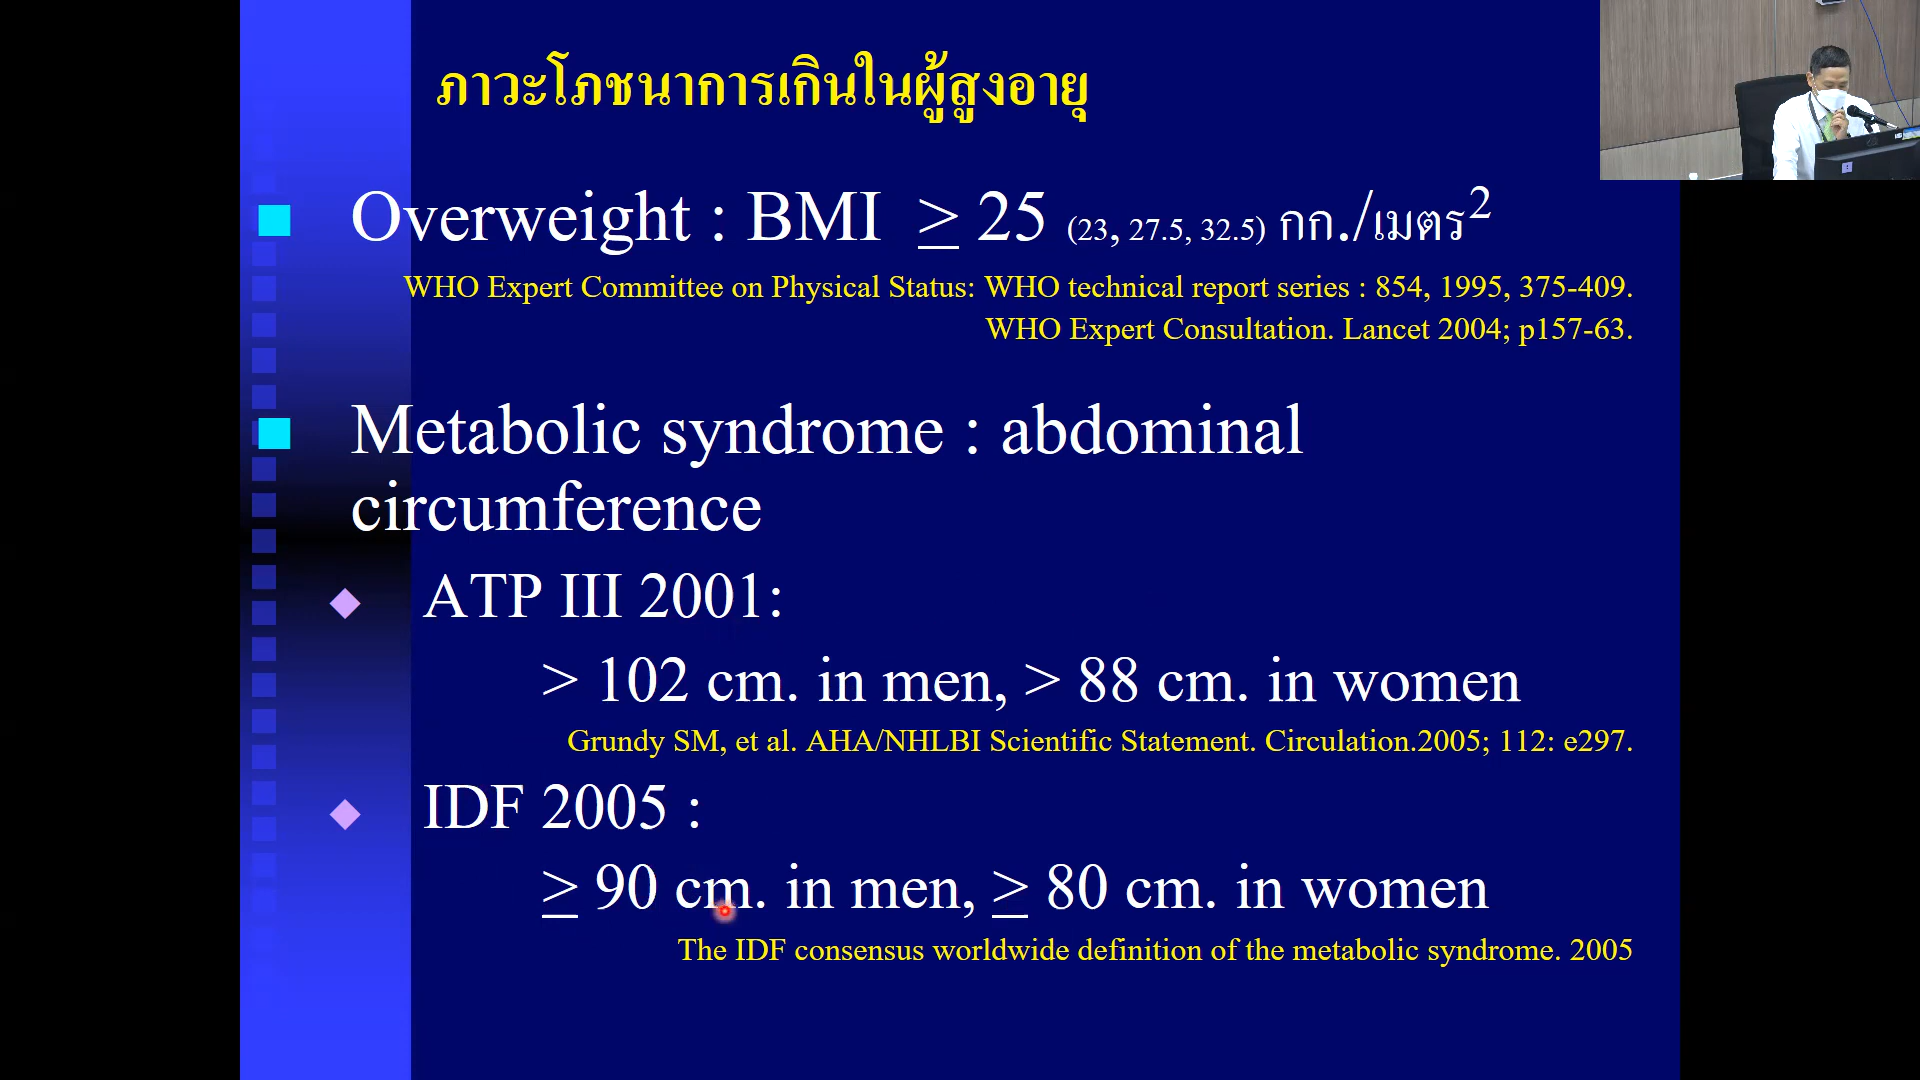 ภาวะโภชนาการเกินในผู้สูงอายุ
Overweight : BMI ≥ 25 (23, 27.5, 32.5) กก./เมตร²
WHO Expert Committee on Physical Status: WHO technical report series : 854, 1995, 375-409.
WHO Expert Consultation. Lancet 2004; p157-63.
Metabolic syndrome : abdominal
circumference
ATP III 2001:
> 102 cm. in men, > 88 cm. in women
Grundy SM, et al. AHA/NHLBI Scientific Statement. Circulation.2005; 112: e297.
IDF 2005 :
≥ 90 cm. in men, ≥ 80 cm. in women
The IDF consensus worldwide definition of the metabolic syndrome. 2005